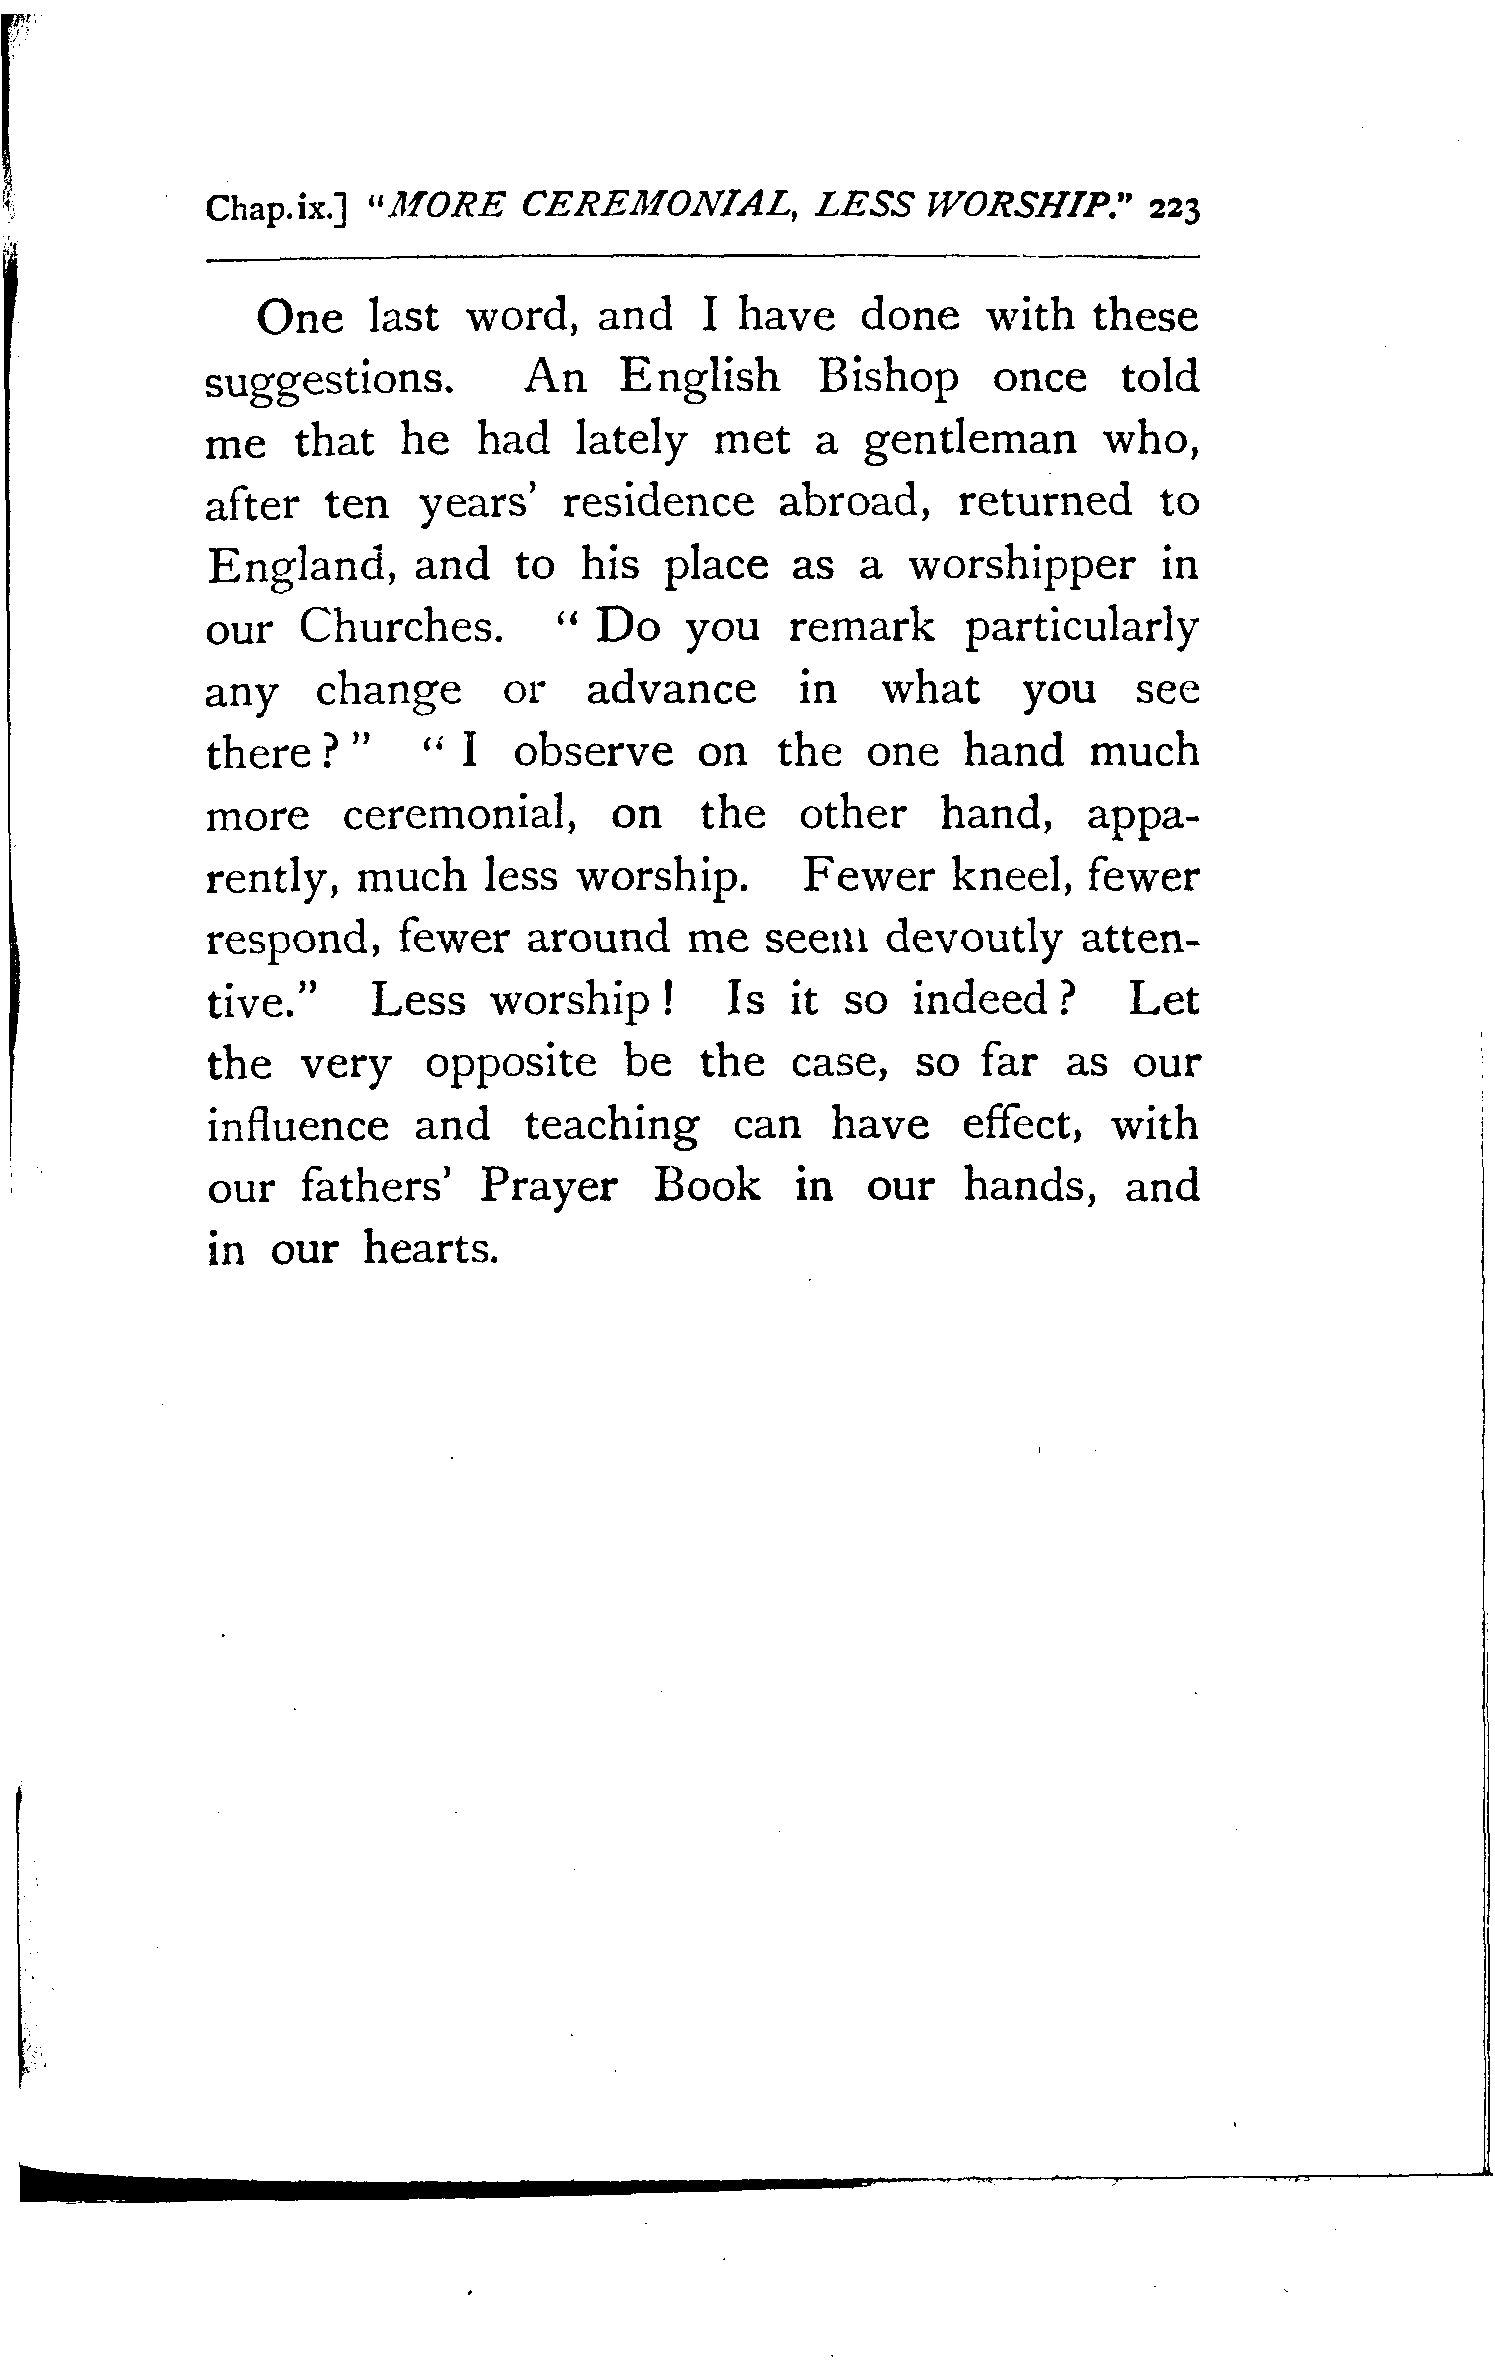 Chap.ix.] "MORE CEREMONIAL, LESS WORSHIP." 223
One last word, and I have done with these
suggestions. An English Bishop once told
me that he had lately met a gentleman who,
after ten years' residence abroad, returned to
England, and to his place as a worshipper in
our Churches. " Do you remark particularly
any change or advance in what you see
there ? " " I observe on the one hand much
more ceremonial, on the other hand, appa-
rently, much less worship. Fewer kneel, fewer
respond, fewer around me seem devoutly atten-
tive." Less worship ! Is it so indeed ? Let
the very opposite be the case, so far as our
influence and teaching can have effect, with
our fathers' Prayer Book in our hands, and
in our hearts.